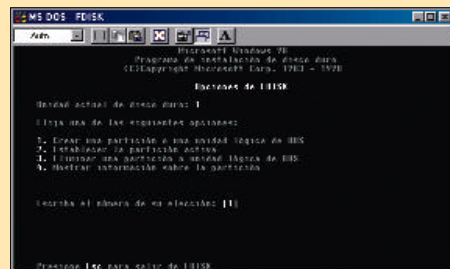 MS-DOS - FDISK
Auto
A
Microsoft Windows 98
Programa de instalación de disco duro
(C)Copyright Microsoft Corp. 1983 - 1998
Opciones de FDISK
Unidad actual de disco duro: 1
Elija una de las siguientes opciones:
1. Crear una partición o una unidad lógica de DOS
2. Establecer la partición activa
3. Eliminar una partición o unidad lógica de DOS
4. Mostrar información sobre la partición
Escriba el número de su elección: [1]
Presione Esc para salir de FDISK